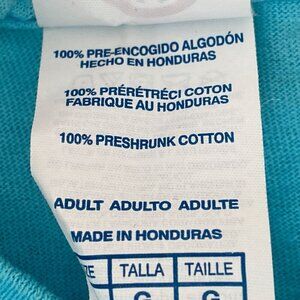 100% PRE-ENCOGIDO ALGODÓN
HECHO EN HONDURAS
100% PRÉRÉTRÉCI COTON
FABRIQUE AU HONDURAS
100% PRESHRUNK COTTON
ADULT ADULTO ADULTE
MADE IN HONDURAS
TALLA TAILLE
G G